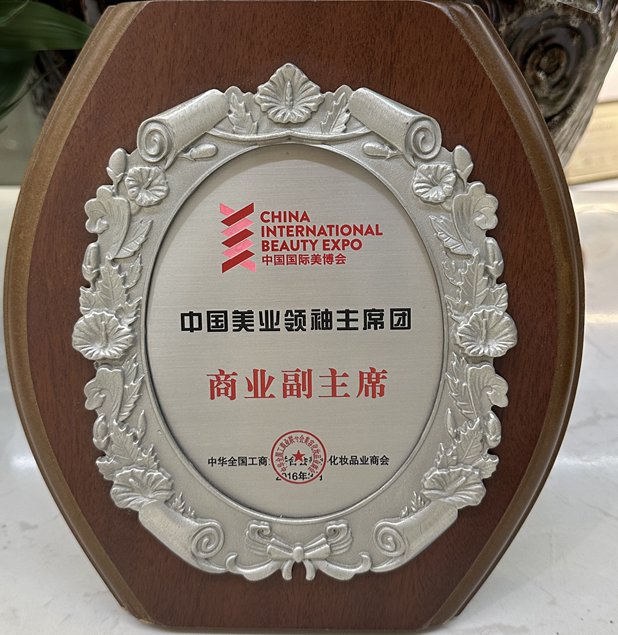 CHINA
INTERNATIONAL
BEAUTY EXPO
中国国际美博会
中国美业领袖主席团
商业副主席
中华全国工商 化妆品业商会
2016年